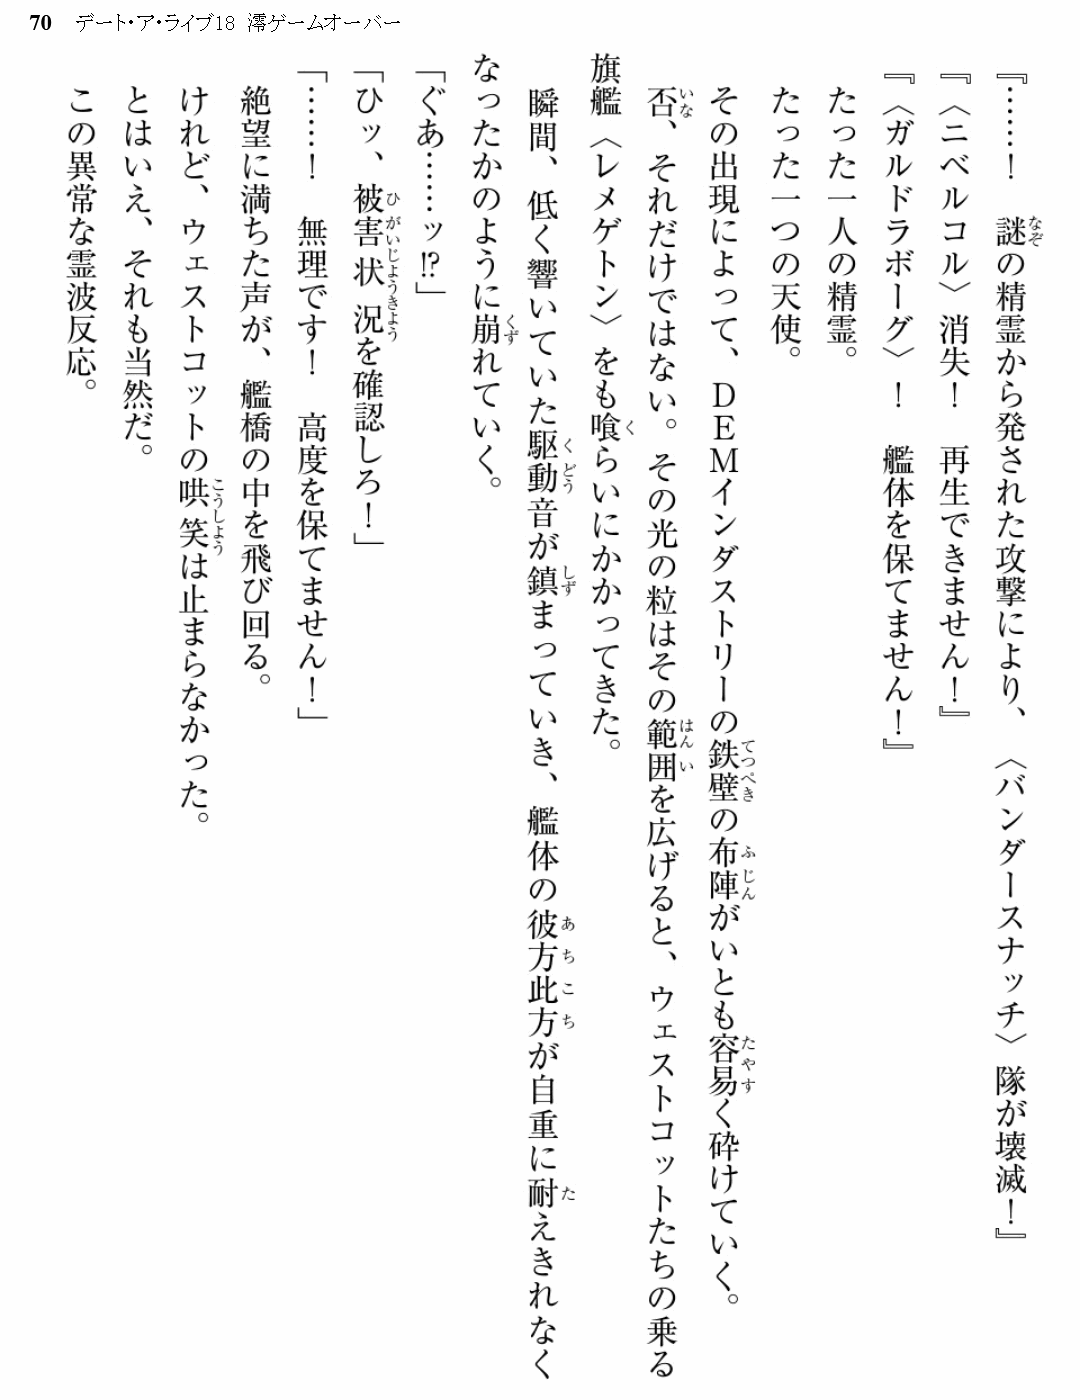 70 デート・ア・ライブ18 澪ゲームオーバー
『……！　謎の精霊から発された攻撃により、〈バンダースナッチ〉隊が壊滅！』
『〈ニベルコル〉消失！　再生できません！』
『〈ガルドラボーグ〉！　艦体を保てません！』
たった一人の精霊。
たった一つの天使。
その出現によって、ＤＥＭインダストリーの鉄壁の布陣がいとも容易く砕けていく。
否、それだけではない。その光の粒はその範囲を広げると、ウェストコットたちの乗る
旗艦〈レメゲトン〉をも喰らいにかかってきた。
瞬間、低く響いていた駆動音が鎮まっていき、艦体の彼方此方が自重に耐えきれなく
なったかのように崩れていく。
「ぐあ……ッ⁉」
「ひッ、被害状況を確認しろ！」
「……！　無理です！　高度を保てません！」
絶望に満ちた声が、艦橋の中を飛び回る。
けれど、ウェストコットの哄笑は止まらなかった。
とはいえ、それも当然だ。
この異常な霊波反応。